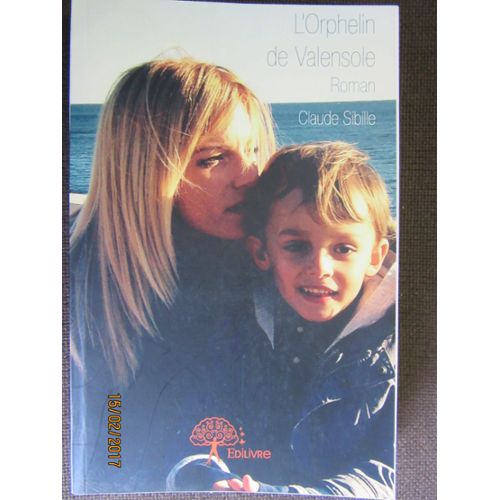 L'Orphelin
de Valensole
Roman
Claude Sibille
15/02/2017
EDILIVRE